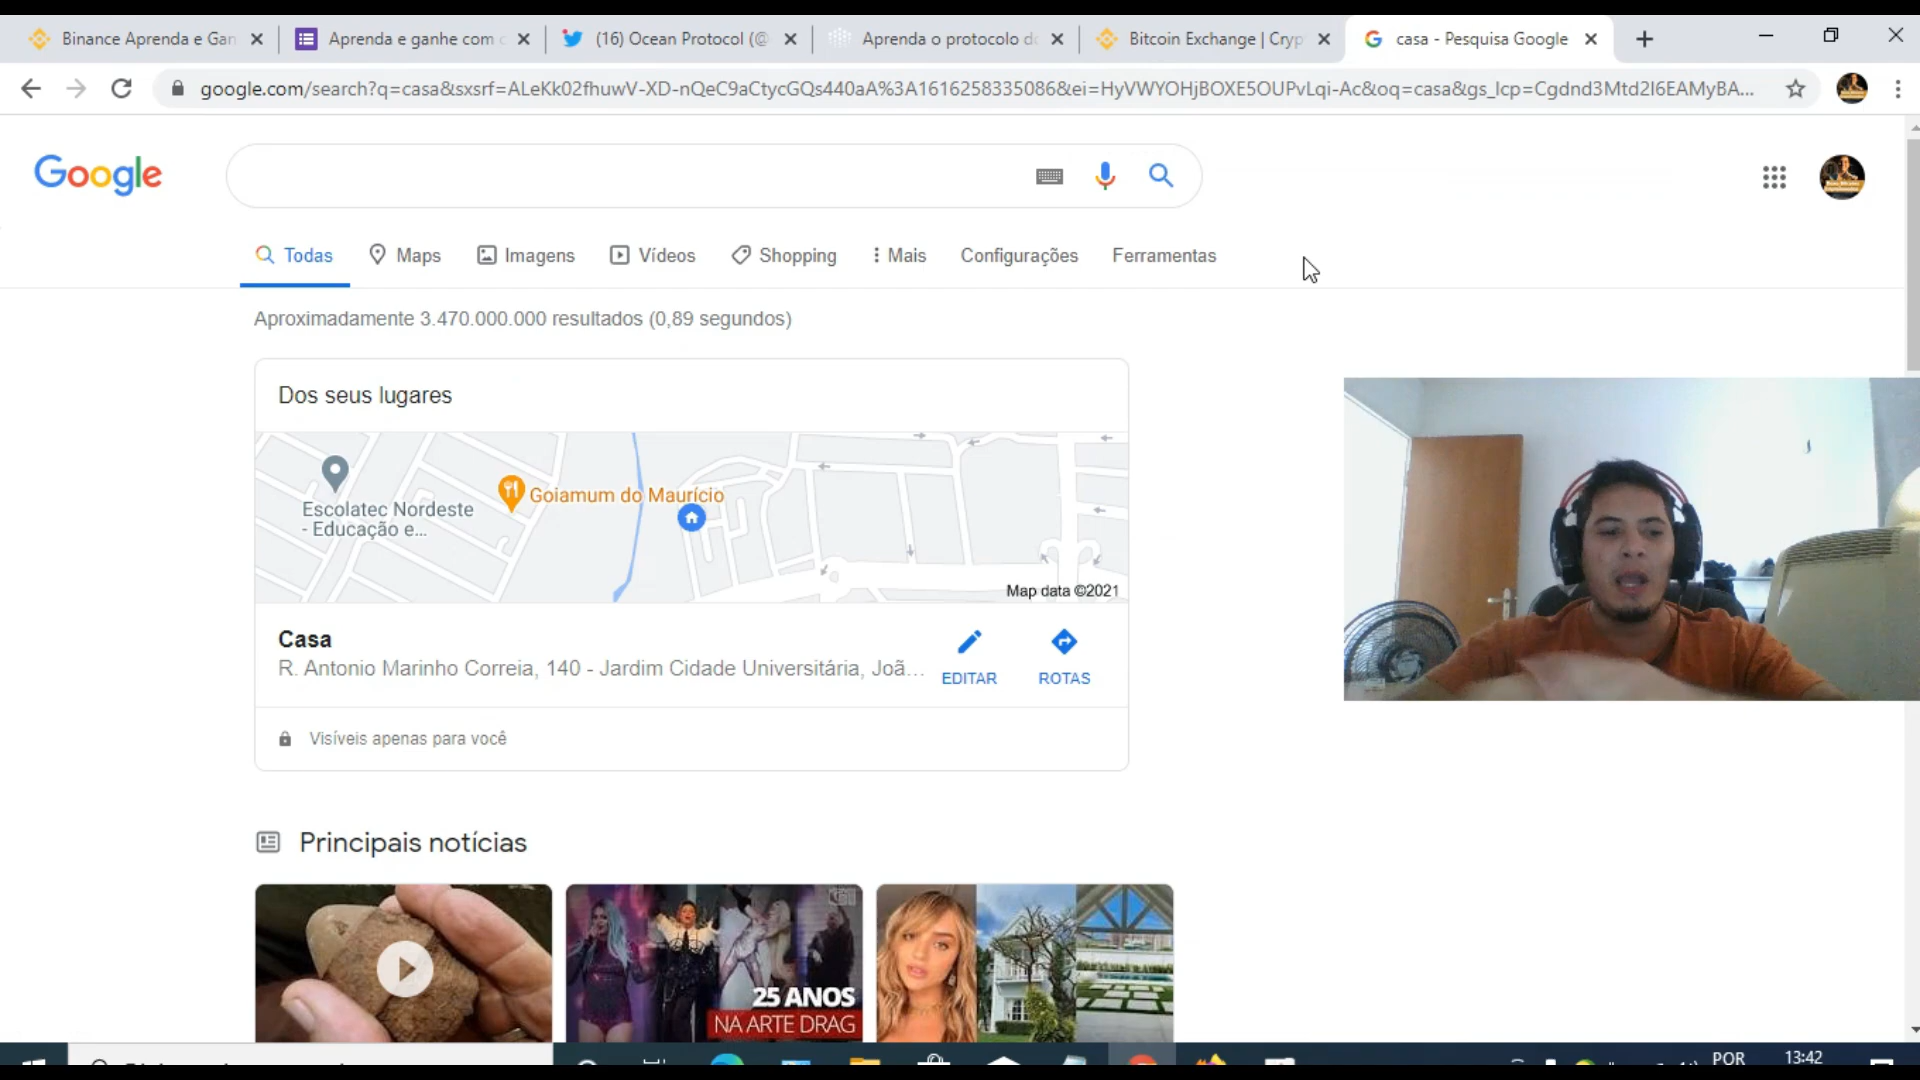 Binance Aprenda e Gan
Aprenda e ganhe com c
(16) Ocean Protocol (@
Aprenda o protocolo do
Bitcoin Exchange | Cryp
casa - Pesquisa Google
google.com/search?q=casa&sxsrf=ALeKk02fhuwV-XD-nQeC9aCtycGQs440aA%3A1616258335086&ei=HyVWYOHjBOXE5OUPvLqi-Ac&oq=casa&gs_lcp=Cgdnd3Mtd2l6EAMyBA...
Google
Todas
Maps
Imagens
Vídeos
Shopping
Mais
Configurações
Ferramentas
Aproximadamente 3.470.000.000 resultados (0,89 segundos)
Dos seus lugares
Goiamum do Maurício
Escolatec Nordeste
- Educação e...
Map data ©2021
Casa
R. Antonio Marinho Correia, 140 - Jardim Cidade Universitária, Joã...
EDITAR
ROTAS
Visíveis apenas para você
Principais notícias
25 ANOS
NA ARTE DRAG
POR
13:42